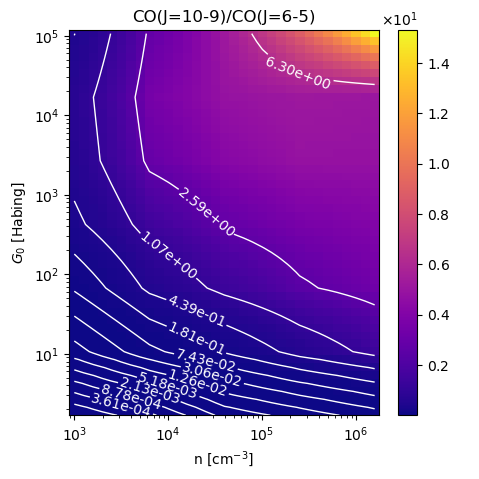 CO(J=10-9)/CO(J=6-5)
×10¹
10⁵
10⁴
10³
10²
10¹
G₀ [Habing]
6.30e+00
2.59e+00
1.07e+00
4.39e-01
1.81e-01
7.43e-02
3.06e-02
1.26e-02
5.18e-03
2.13e-03
8.78e-04
3.61e-04
10³
10⁴
10⁵
10⁶
n [cm⁻³]
1.4
1.2
1.0
0.8
0.6
0.4
0.2